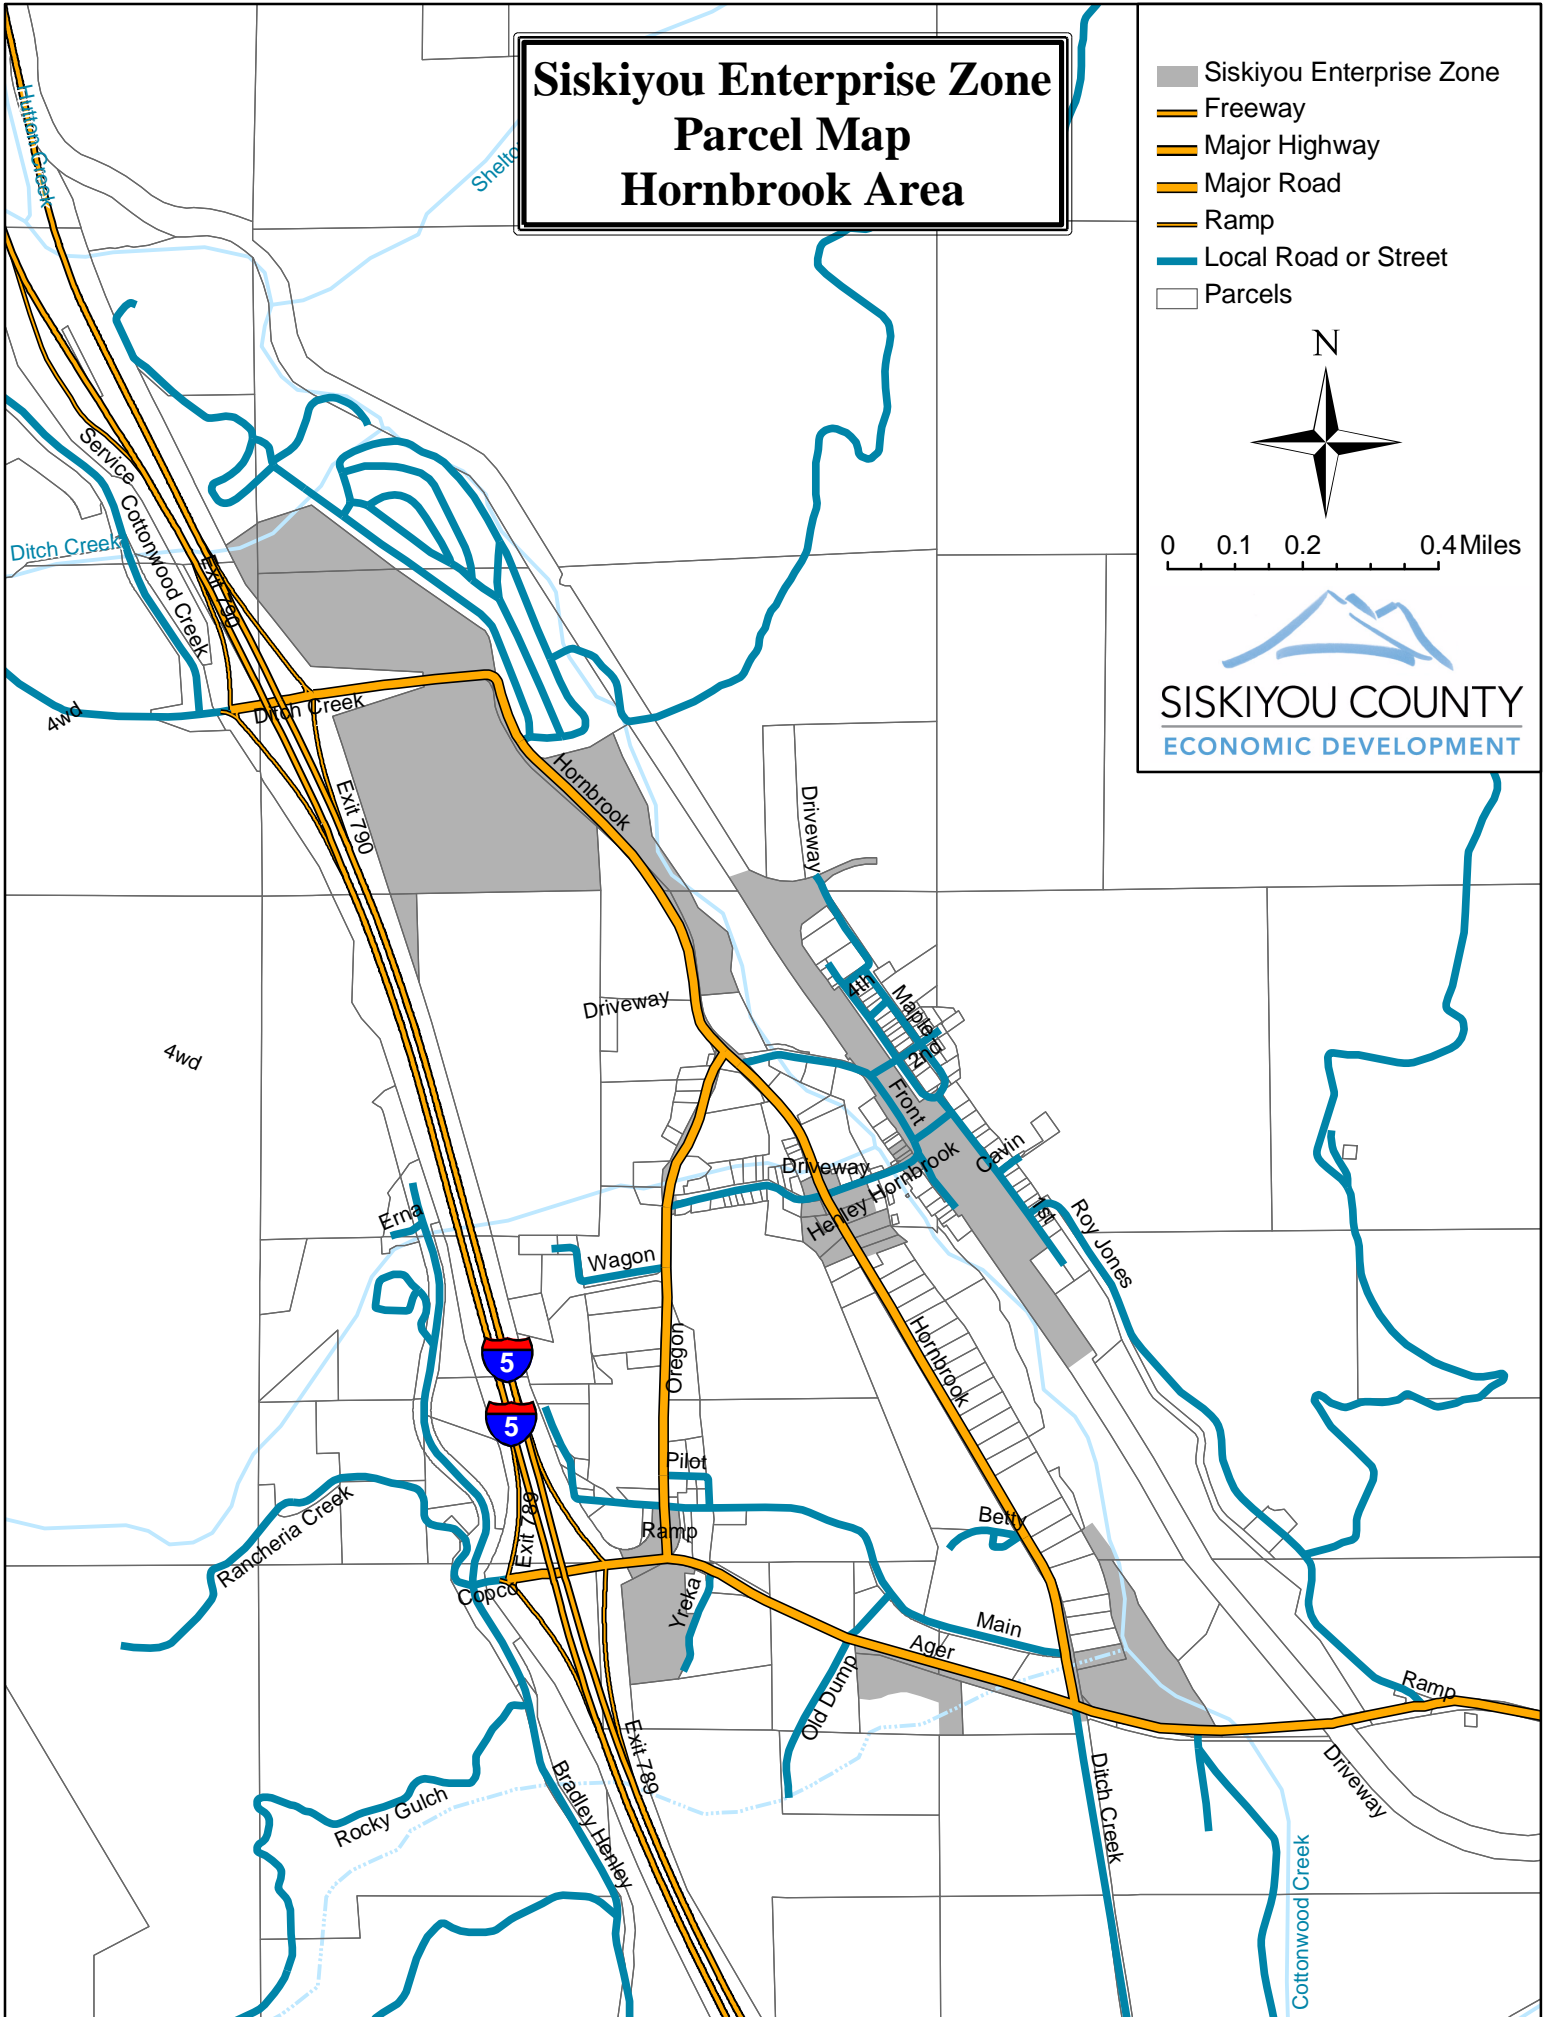 Siskiyou Enterprise Zone
Parcel Map
Hornbrook Area
Siskiyou Enterprise Zone
Freeway
Major Highway
Major Road
Ramp
Local Road or Street
Parcels
N
0 0.1 0.2 0.4 Miles
SISKIYOU COUNTY
ECONOMIC DEVELOPMENT
Hutton Creek
Service
Cottonwood Creek
Ditch Creek
Exit 790
4wd
Ditch Creek
Exit 790
Hornbrook
Driveway
Driveway
4wd
4th
Maple
2nd
Front
Driveway
Henley Hornbrook
Cavin
1st
Roy Jones
Erna
Wagon
5
5
Oregon
Hornbrook
Pilot
Ramp
Rancheria Creek
Exit 789
Copco
Yreka
Betty
Main
Ager
Old Dump
Ramp
Exit 789
Bradley Henley
Rocky Gulch
Ditch Creek
Driveway
Cottonwood Creek